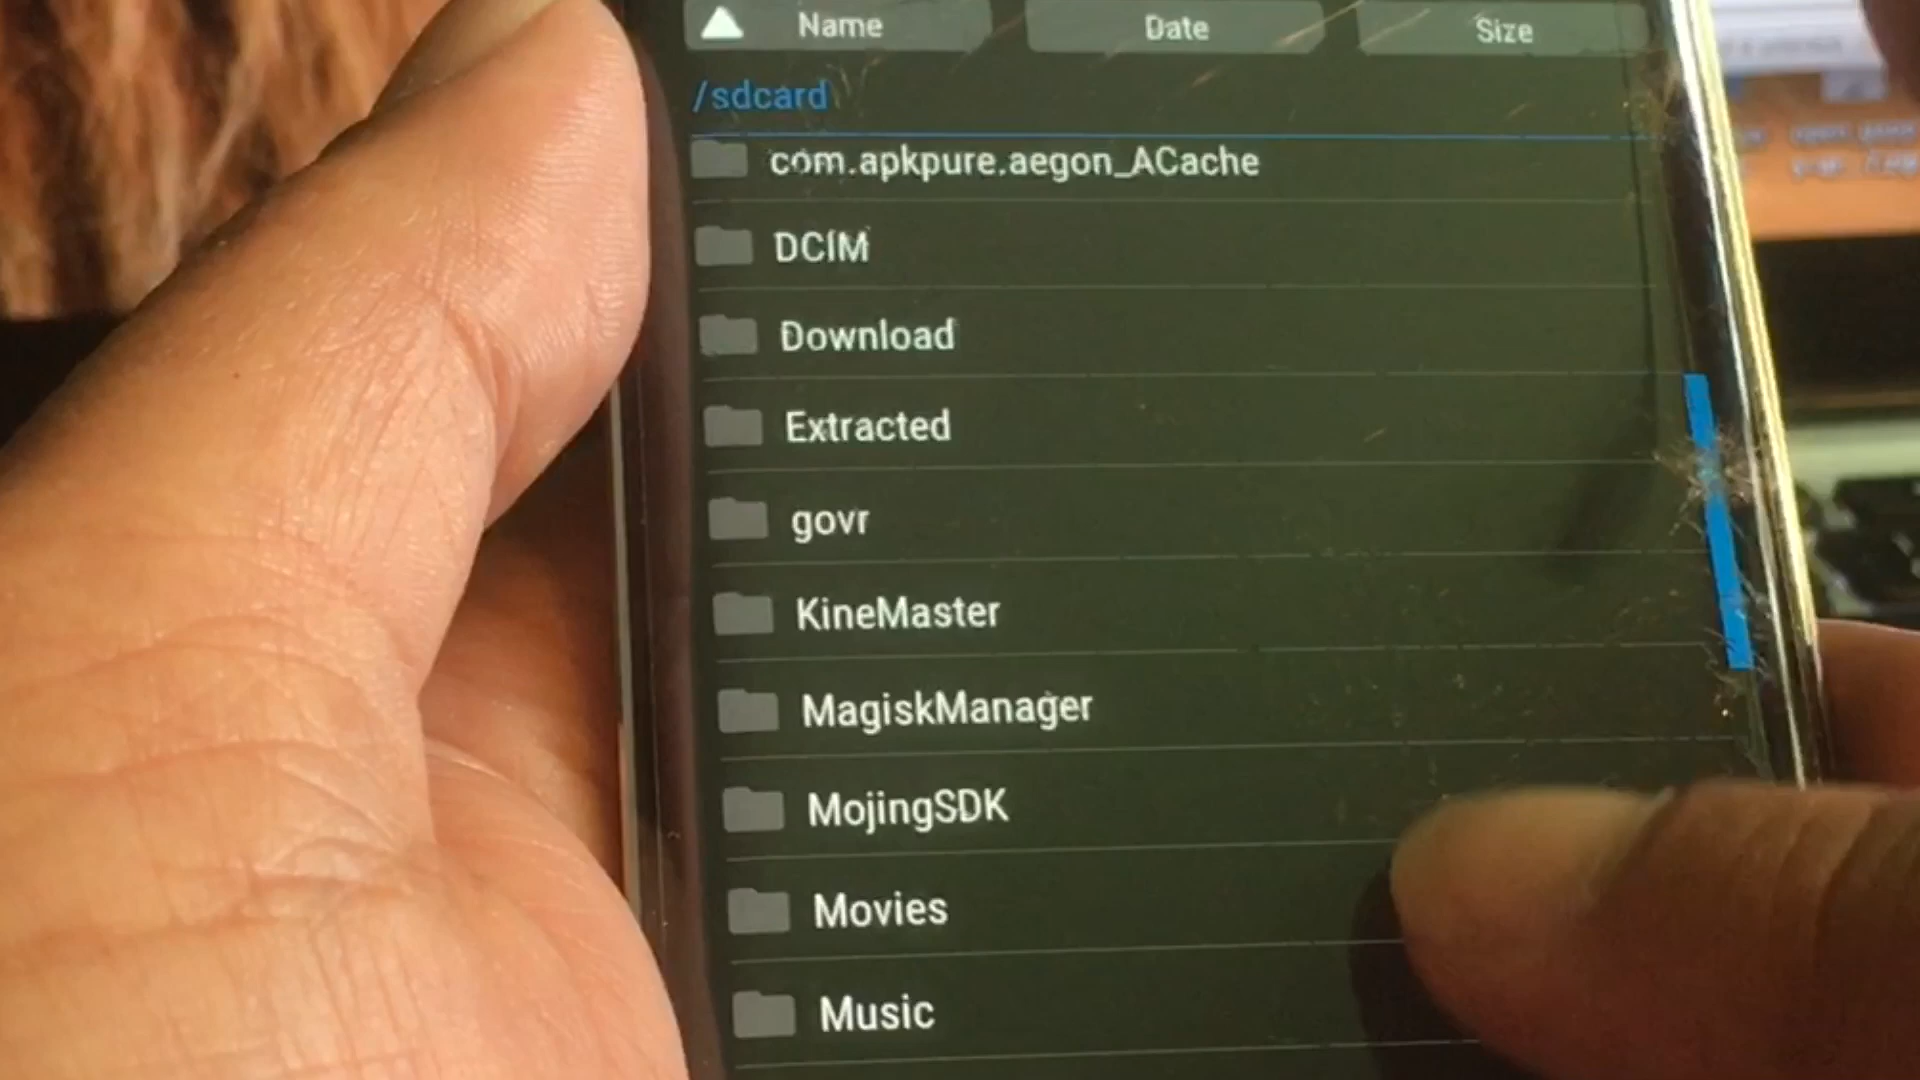 Name Date Size
/sdcard
com.apkpure.aegon_ACache
DCIM
Download
Extracted
govr
KineMaster
MagiskManager
MojingSDK
Movies
Music